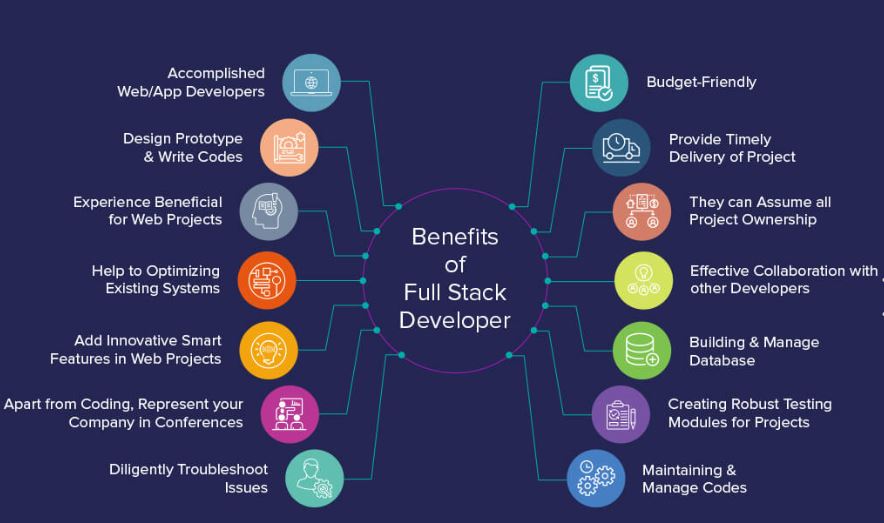 Benefits
of
Full Stack
Developer
Accomplished
Web/App Developers
Design Prototype
& Write Codes
Experience Beneficial
for Web Projects
Help to Optimizing
Existing Systems
Add Innovative Smart
Features in Web Projects
Apart from Coding, Represent your
Company in Conferences
Diligently Troubleshoot
Issues
Budget-Friendly
Provide Timely
Delivery of Project
They can Assume all
Project Ownership
Effective Collaboration with
other Developers
Building & Manage
Database
Creating Robust Testing
Modules for Projects
Maintaining &
Manage Codes